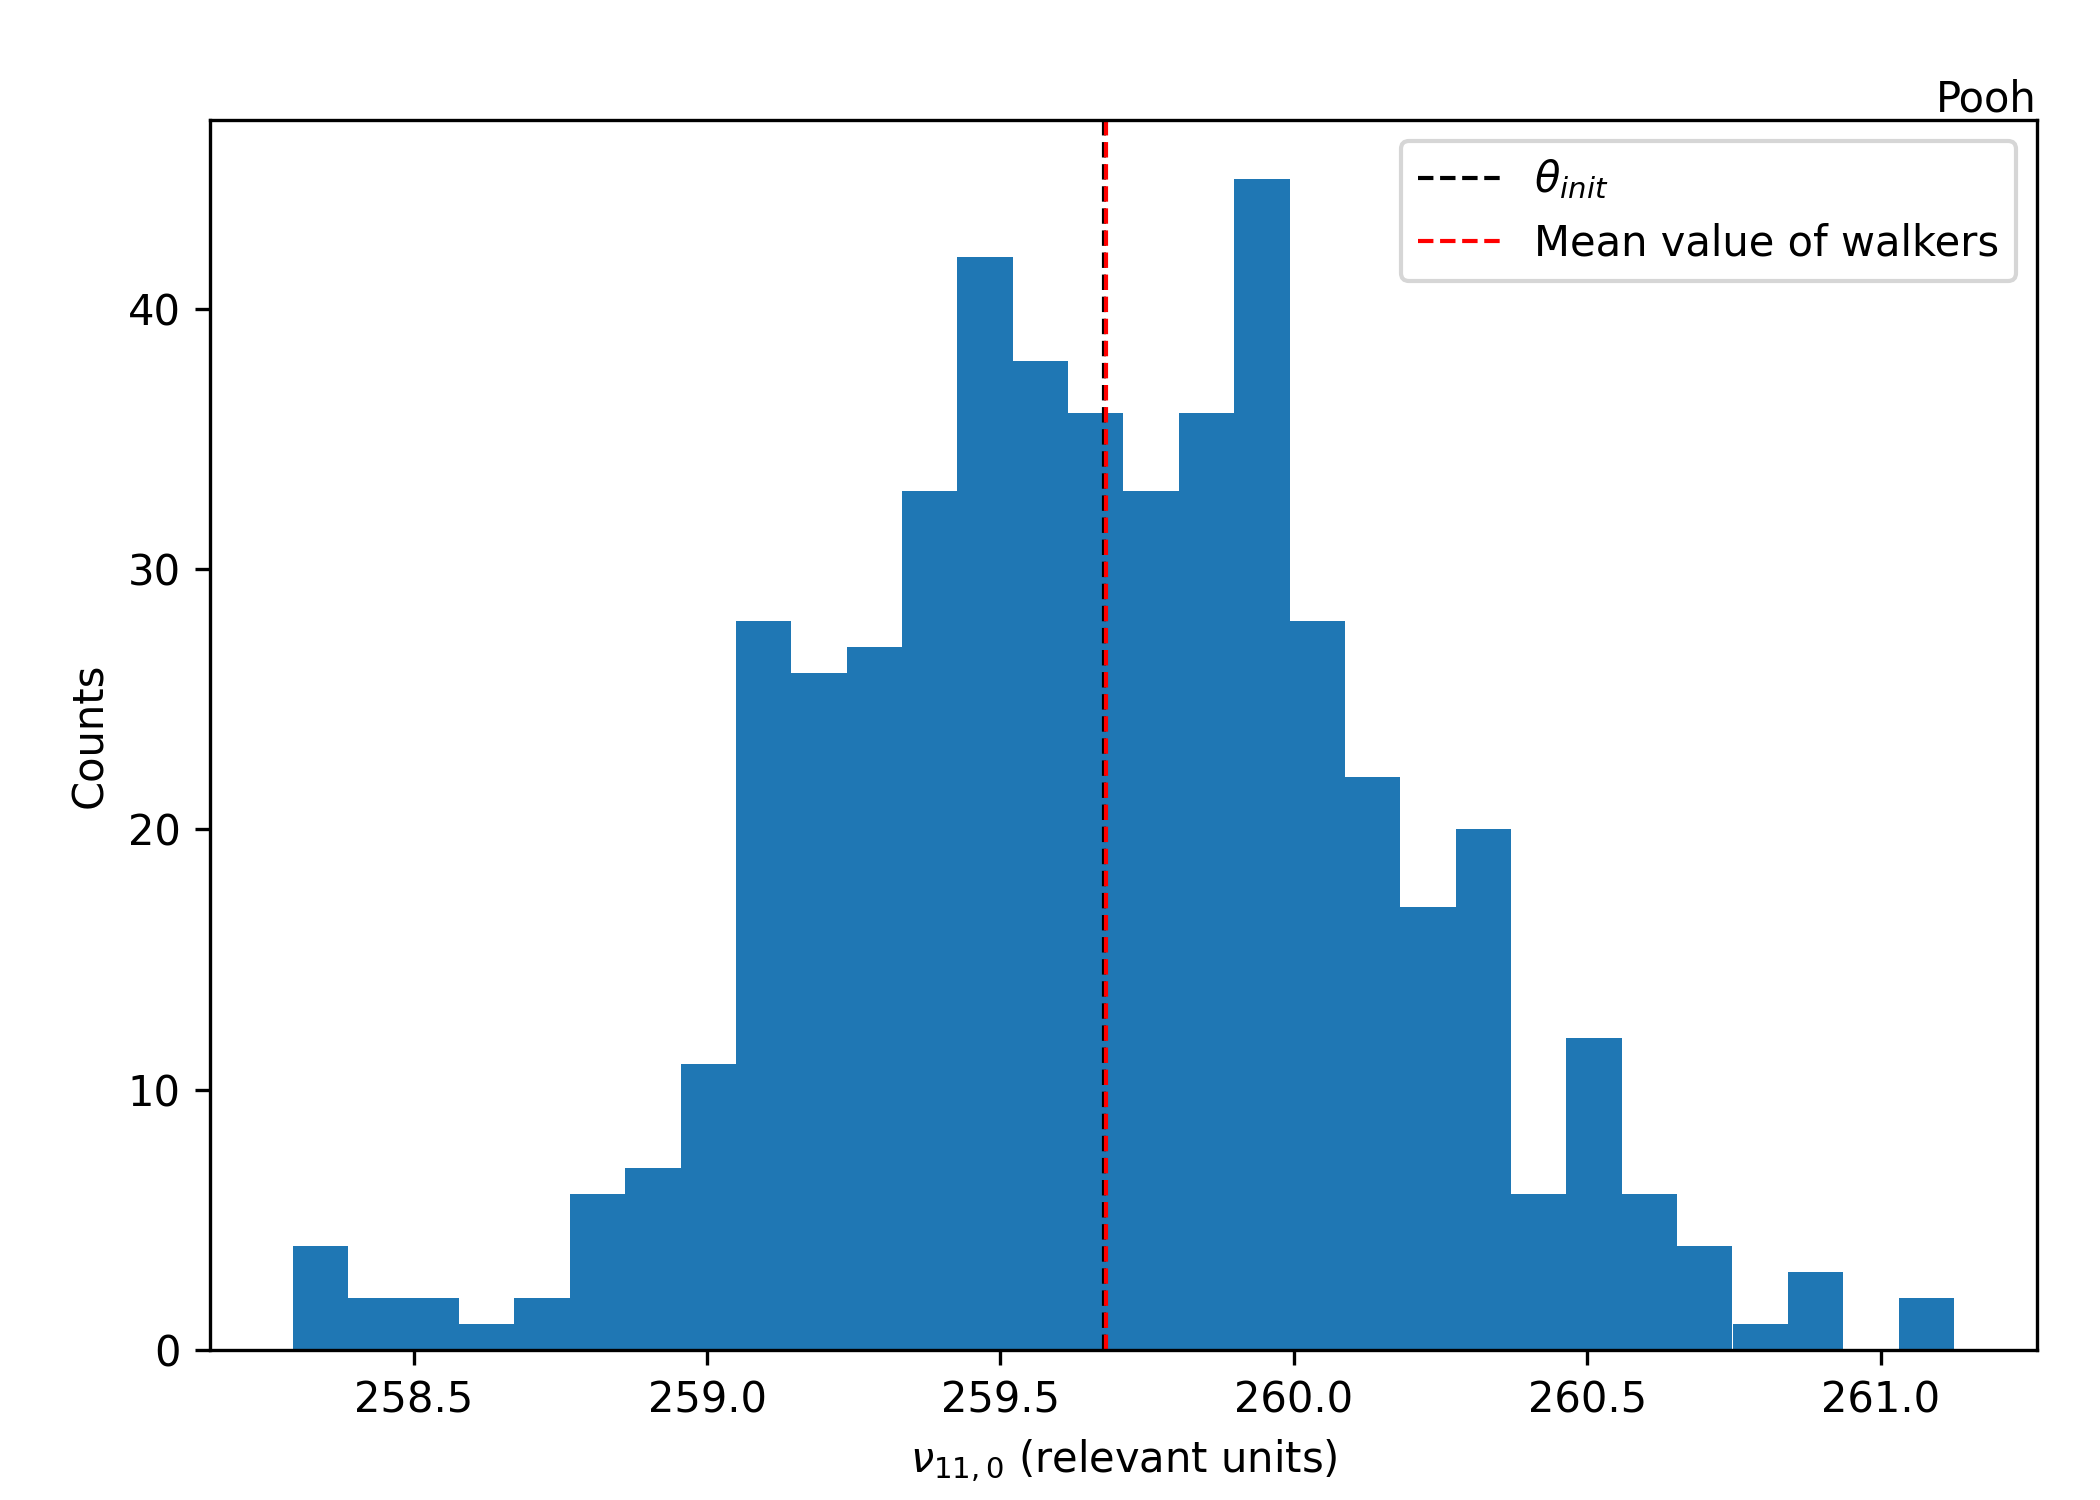 Pooh
θinit
Mean value of walkers
Counts
40
30
20
10
0
258.5 259.0 259.5 260.0 260.5 261.0
ν11,0 (relevant units)